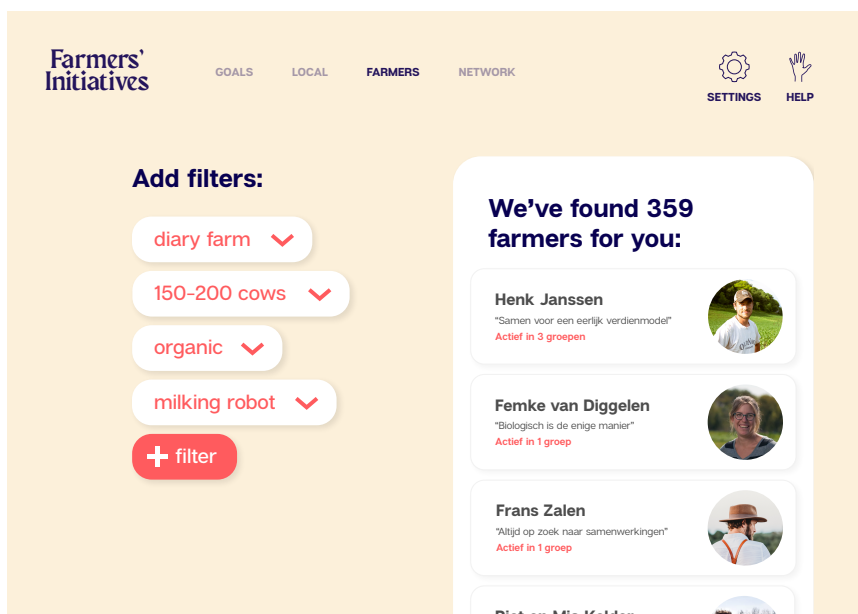 Farmers’
Initiatives
GOALS
LOCAL
FARMERS
NETWORK
SETTINGS
HELP
Add filters:
diary farm
150-200 cows
organic
milking robot
filter
We’ve found 359
farmers for you:
Henk Janssen
“Samen voor een eerlijk verdienmodel”
Actief in 3 groepen
Femke van Diggelen
“Biologisch is de enige manier”
Actief in 1 groep
Frans Zalen
“Altijd op zoek naar samenwerkingen”
Actief in 1 groep